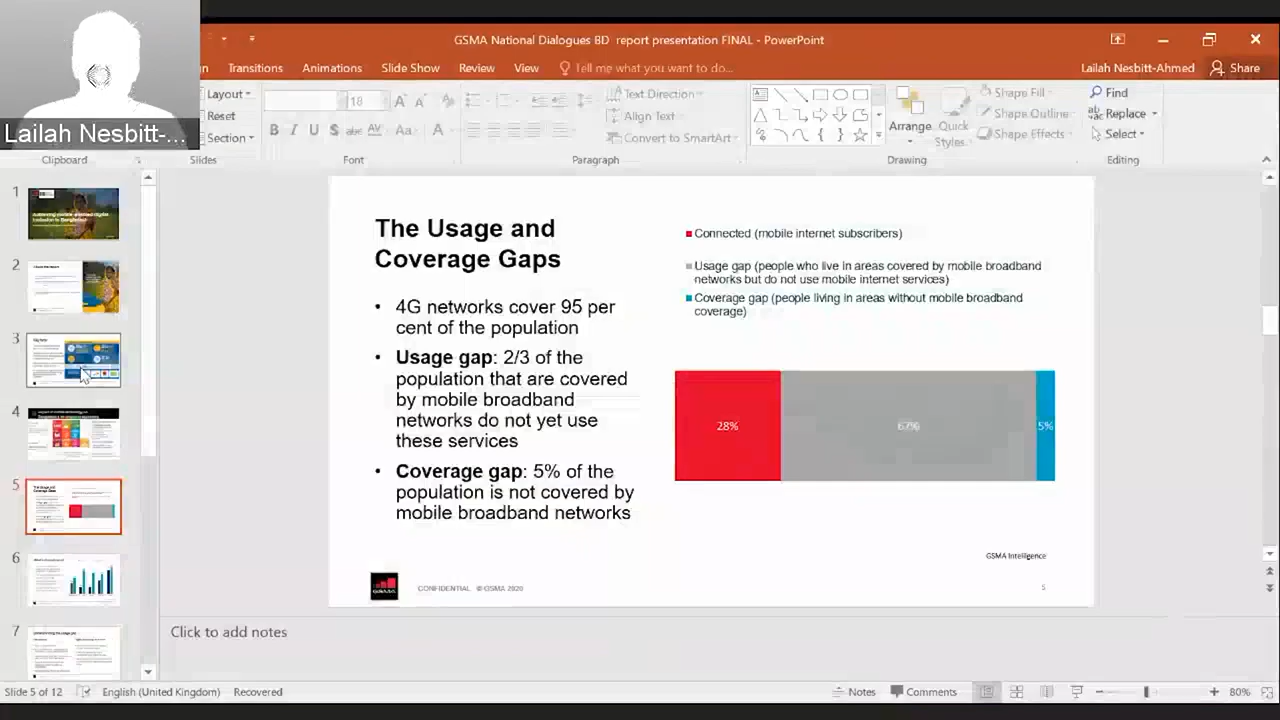 GSMA National Dialogues BD report presentation FINAL - PowerPoint
Transitions
Animations
Slide Show
Review
View
Tell me what you want to do...
Lailah Nesbitt-Ahmed
Share
Lailah Nesbitt-...
Layout
Reset
Section
18
Text Direction
Align Text
Convert to SmartArt
Arrange
Quick
Styles
Shape Fill
Shape Outline
Shape Effects
Find
Replace
Select
Clipboard
Slides
Font
Paragraph
Drawing
Editing
1
2
3
4
5
6
7
The Usage and
Coverage Gaps
• 4G networks cover 95 per
cent of the population
• Usage gap: 2/3 of the
population that are covered
by mobile broadband
networks do not yet use
these services
• Coverage gap: 5% of the
population is not covered by
mobile broadband networks
Connected (mobile internet subscribers)
Usage gap (people who live in areas covered by mobile broadband
networks but do not use mobile internet services)
Coverage gap (people living in areas without mobile broadband
coverage)
28%
67%
5%
GSMA Intelligence
CONFIDENTIAL © GSMA 2020
5
Click to add notes
Slide 5 of 12
English (United Kingdom)
Recovered
Notes
Comments
80%